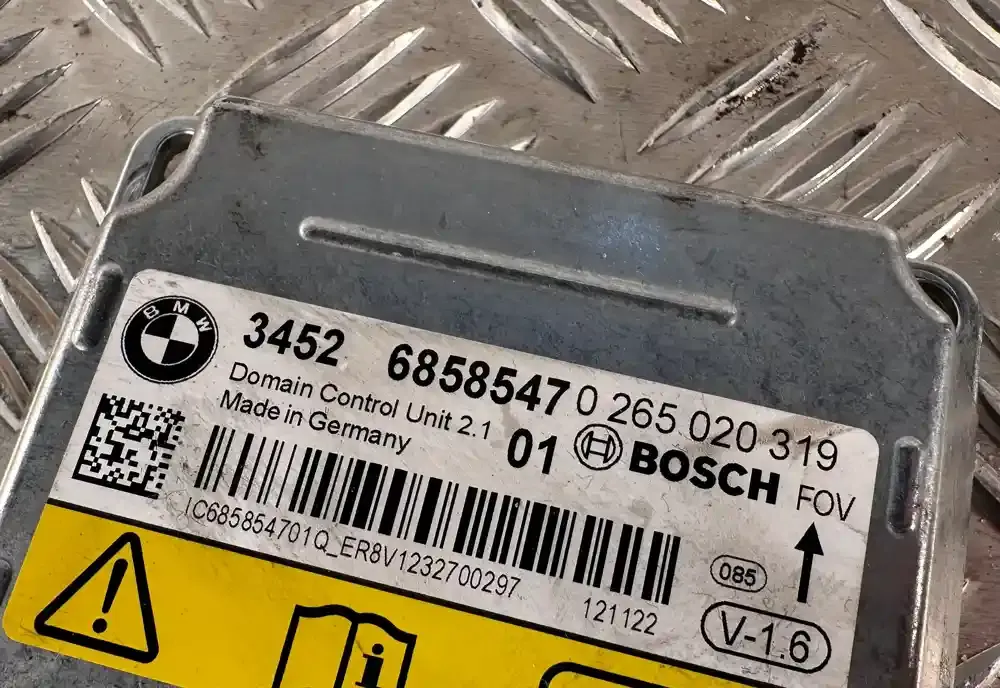 BMW
3452 6858547 0 265 020 319
Domain Control Unit 2.1
Made in Germany
01 BOSCH FOV
IC685854701Q_ER8V1232700297
121122
085
V-1.6